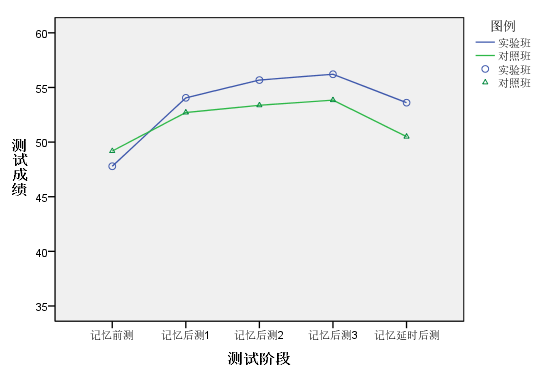 图例
实验班
对照班
实验班
对照班
60
55
50
45
40
35
测试成绩
记忆前测 记忆后测1 记忆后测2 记忆后测3 记忆延时后测
测试阶段